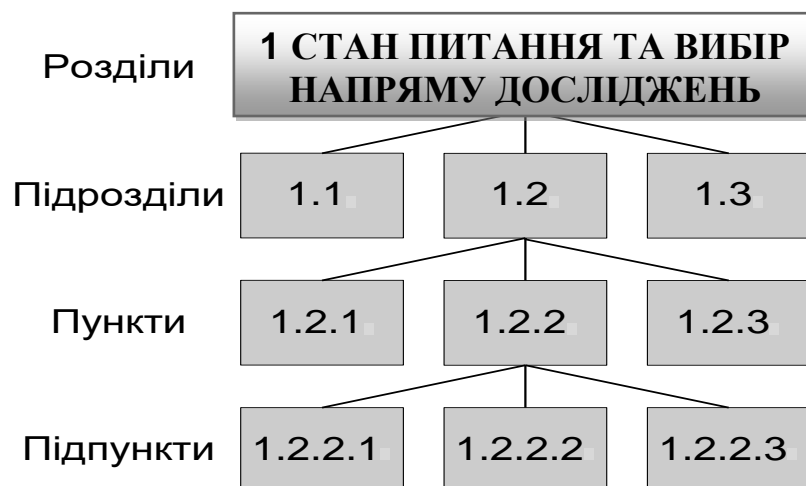 Розділи
1 СТАН ПИТАННЯ ТА ВИБІР
НАПРЯМУ ДОСЛІДЖЕНЬ
Підрозділи 1.1 1.2 1.3
Пункти 1.2.1 1.2.2 1.2.3
Підпункти 1.2.2.1 1.2.2.2 1.2.2.3